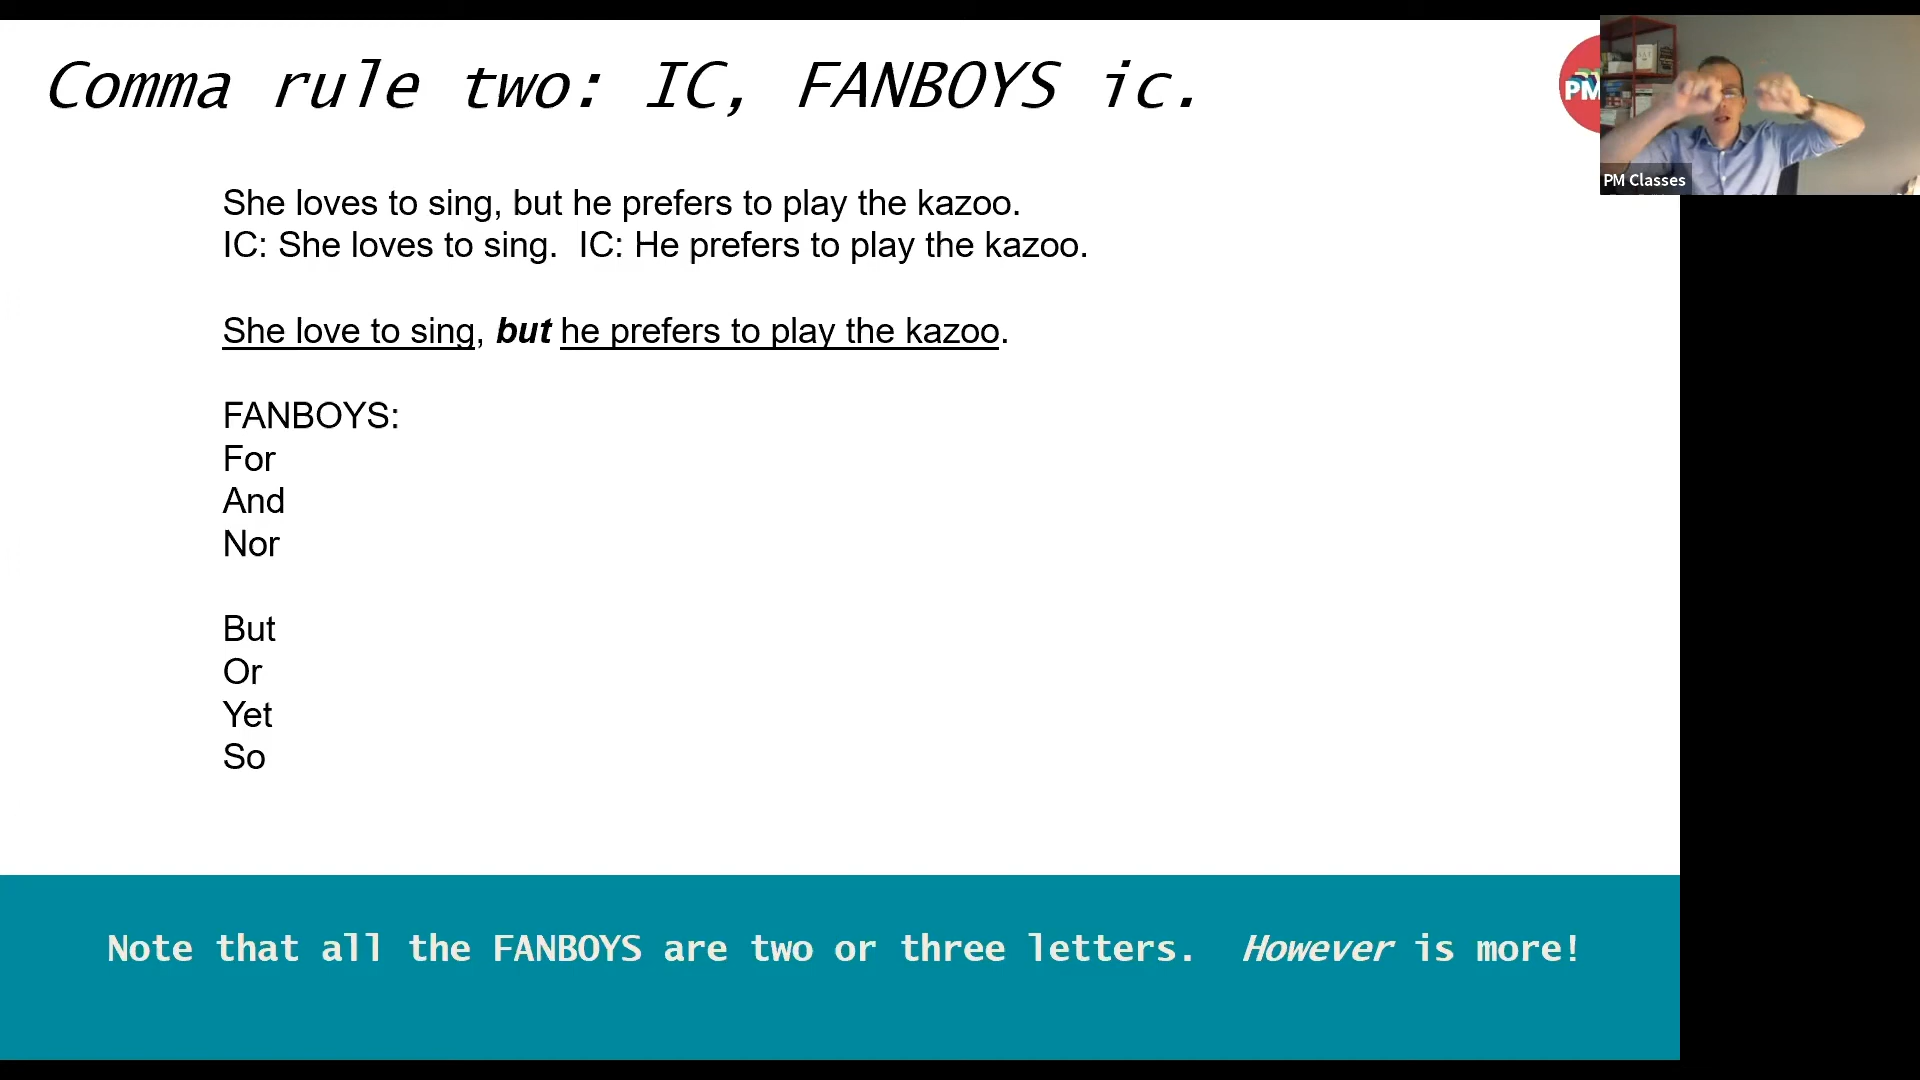 Comma rule two: IC, FANBOYS ic.
PM
PM Classes
She loves to sing, but he prefers to play the kazoo.
IC: She loves to sing.  IC: He prefers to play the kazoo.
She love to sing, but he prefers to play the kazoo.
FANBOYS:
For
And
Nor
But
Or
Yet
So
Note that all the FANBOYS are two or three letters.  However is more!